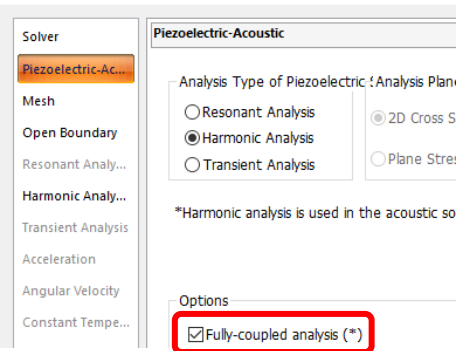 Solver
Piezoelectric-Ac...
Mesh
Open Boundary
Resonant Analy...
Harmonic Analy...
Transient Analysis
Acceleration
Angular Velocity
Constant Tempe...
Piezoelectric-Acoustic
Analysis Type of Piezoelectric
Resonant Analysis
Harmonic Analysis
Transient Analysis
Analysis Plane
2D Cross S
Plane Stres
*Harmonic analysis is used in the acoustic so
Options
Fully-coupled analysis (*)